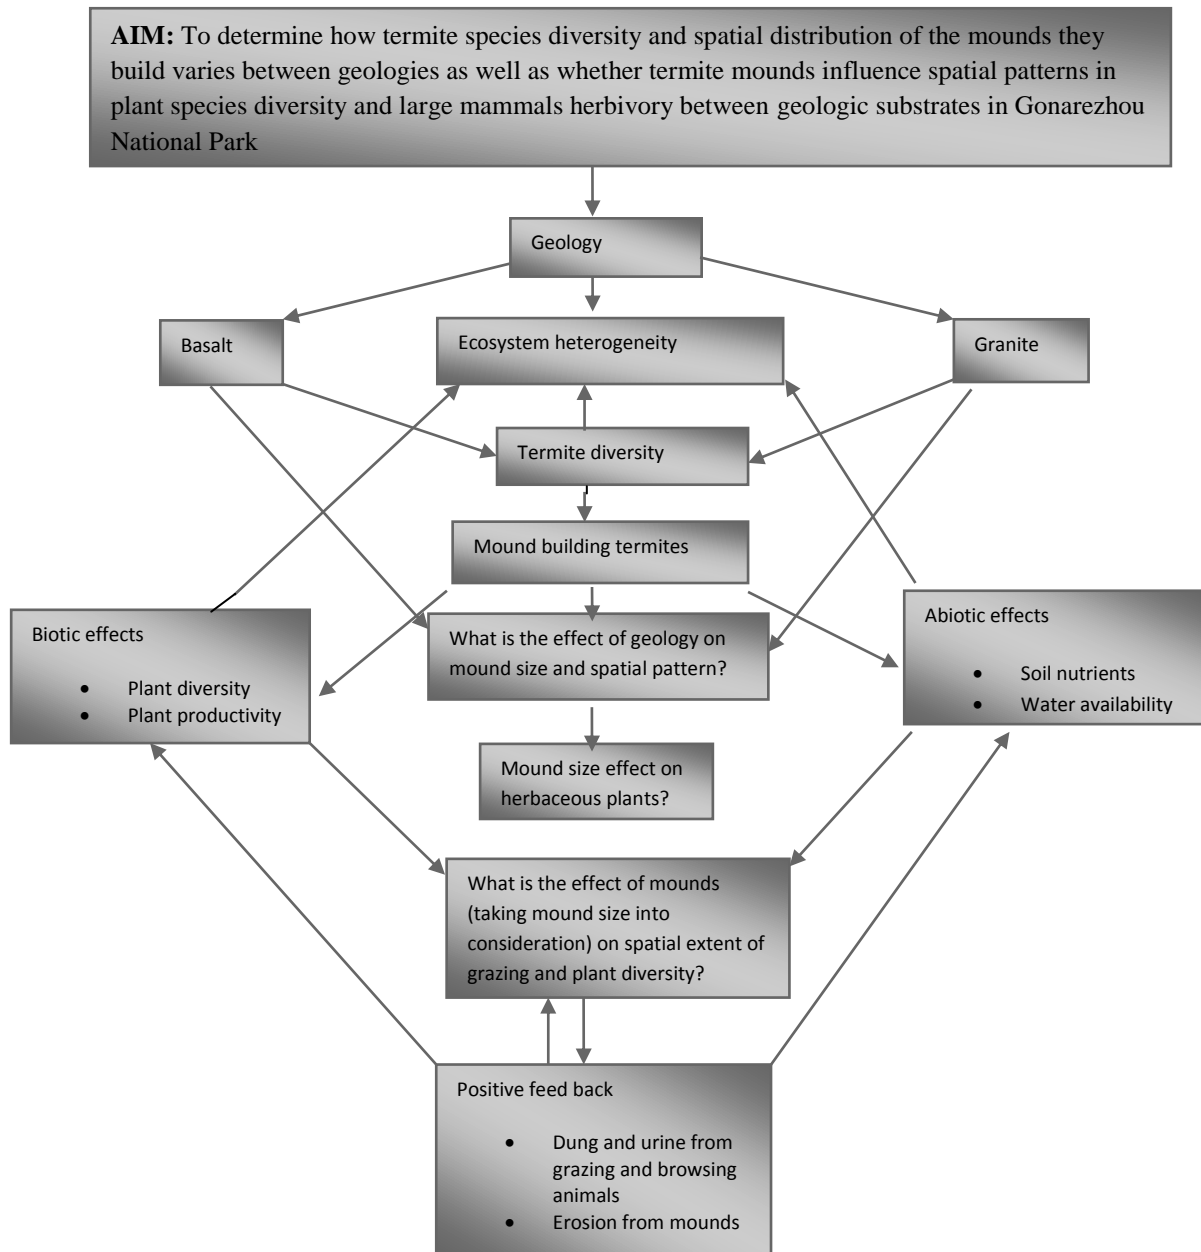 AIM: To determine how termite species diversity and spatial distribution of the mounds they
build varies between geologies as well as whether termite mounds influence spatial patterns in
plant species diversity and large mammals herbivory between geologic substrates in Gonarezhou
National Park
Geology
Basalt
Ecosystem heterogeneity
Granite
Termite diversity
Mound building termites
Biotic effects
• Plant diversity
• Plant productivity
What is the effect of geology on
mound size and spatial pattern?
Abiotic effects
• Soil nutrients
• Water availability
Mound size effect on
herbaceous plants?
What is the effect of mounds
(taking mound size into
consideration) on spatial extent of
grazing and plant diversity?
Positive feed back
• Dung and urine from
grazing and browsing
animals
• Erosion from mounds